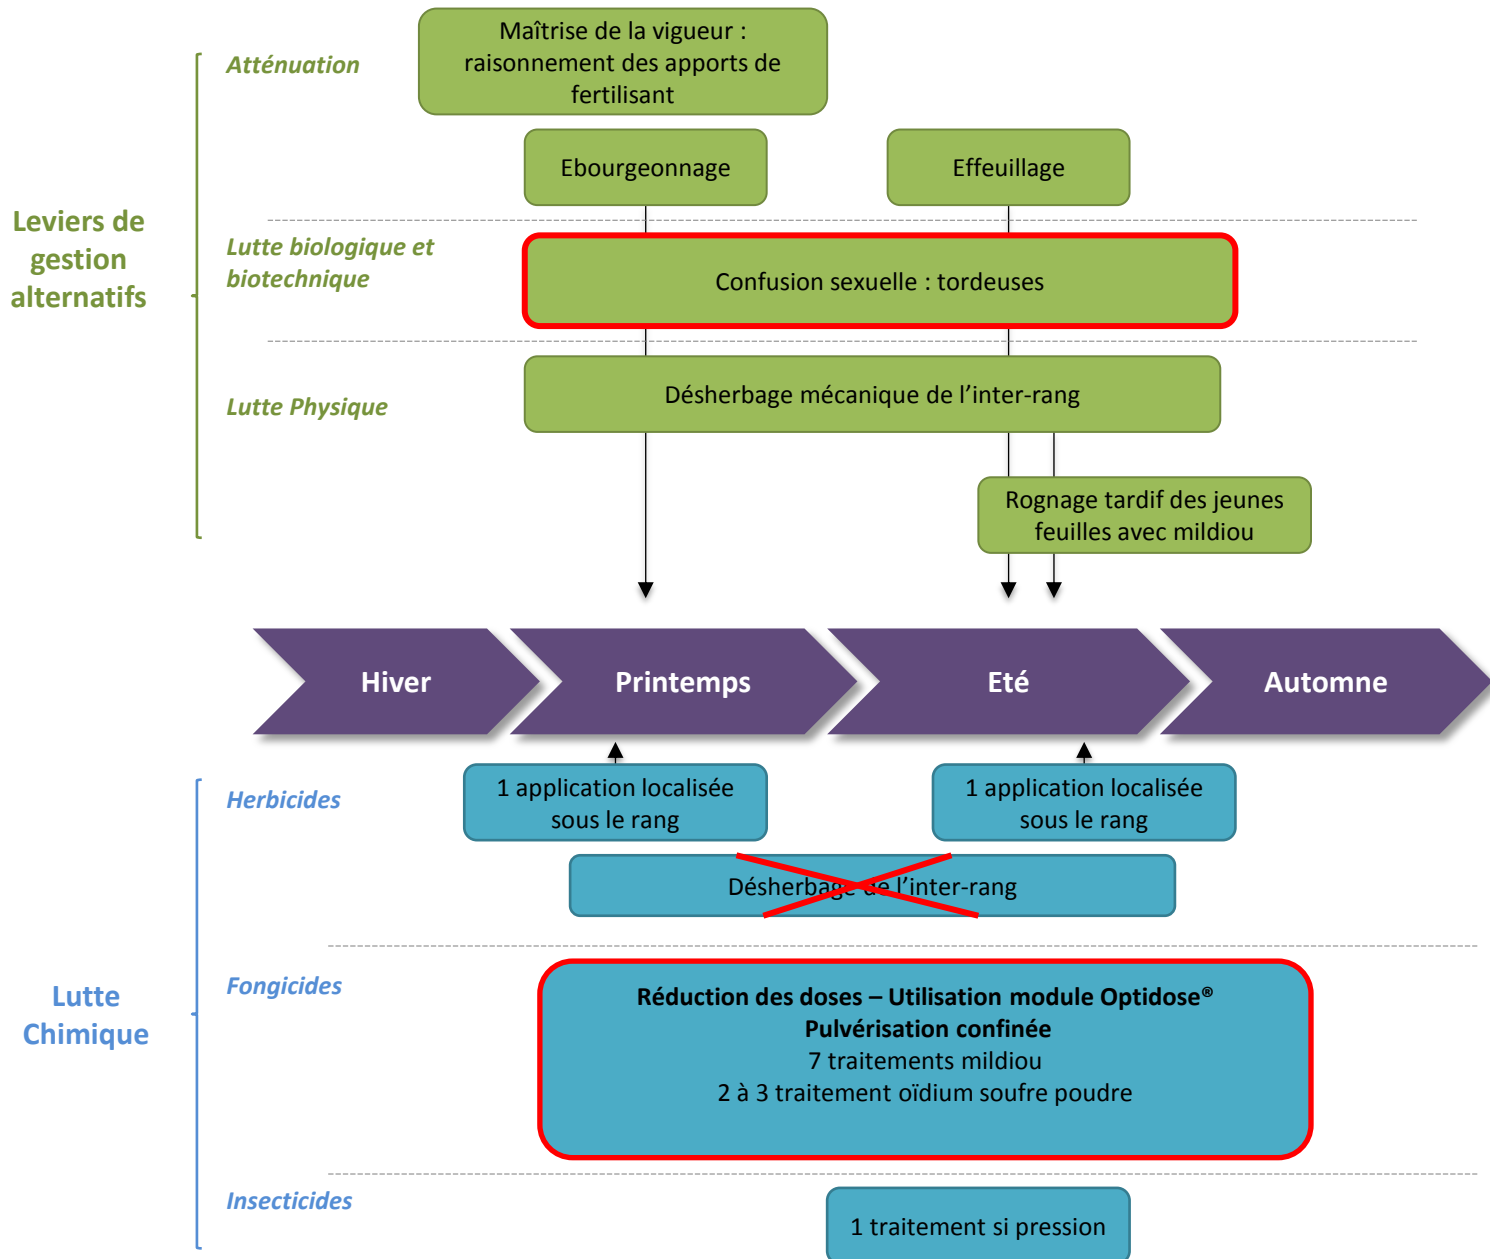 Leviers de
gestion
alternatifs
Atténuation
Maîtrise de la vigueur :
raisonnement des apports de
fertilisant
Ebourgeonnage
Effeuillage
Lutte biologique et
biotechnique
Confusion sexuelle : tordeuses
Lutte Physique
Désherbage mécanique de l’inter-rang
Rognage tardif des jeunes
feuilles avec mildiou
Hiver
Printemps
Eté
Automne
Lutte
Chimique
Herbicides
1 application localisée
sous le rang
1 application localisée
sous le rang
Désherbage de l’inter-rang
Fongicides
Réduction des doses – Utilisation module Optidose®
Pulvérisation confinée
7 traitements mildiou
2 à 3 traitement oïdium soufre poudre
Insecticides
1 traitement si pression